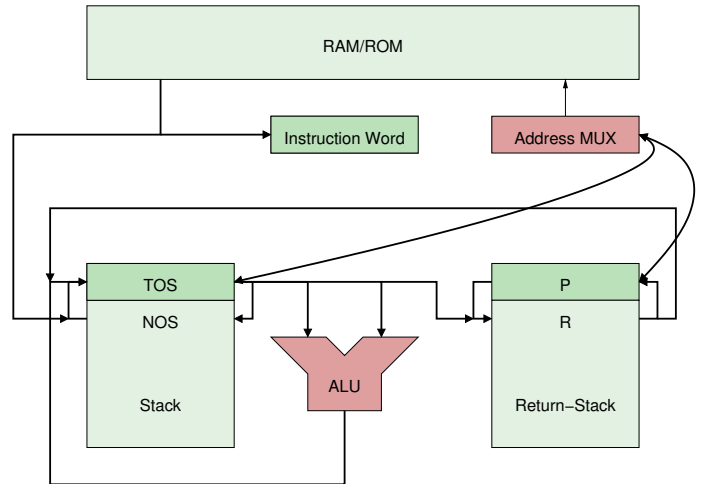 RAM/ROM
Instruction Word
Address MUX
TOS
P
NOS
R
ALU
Stack
Return−Stack